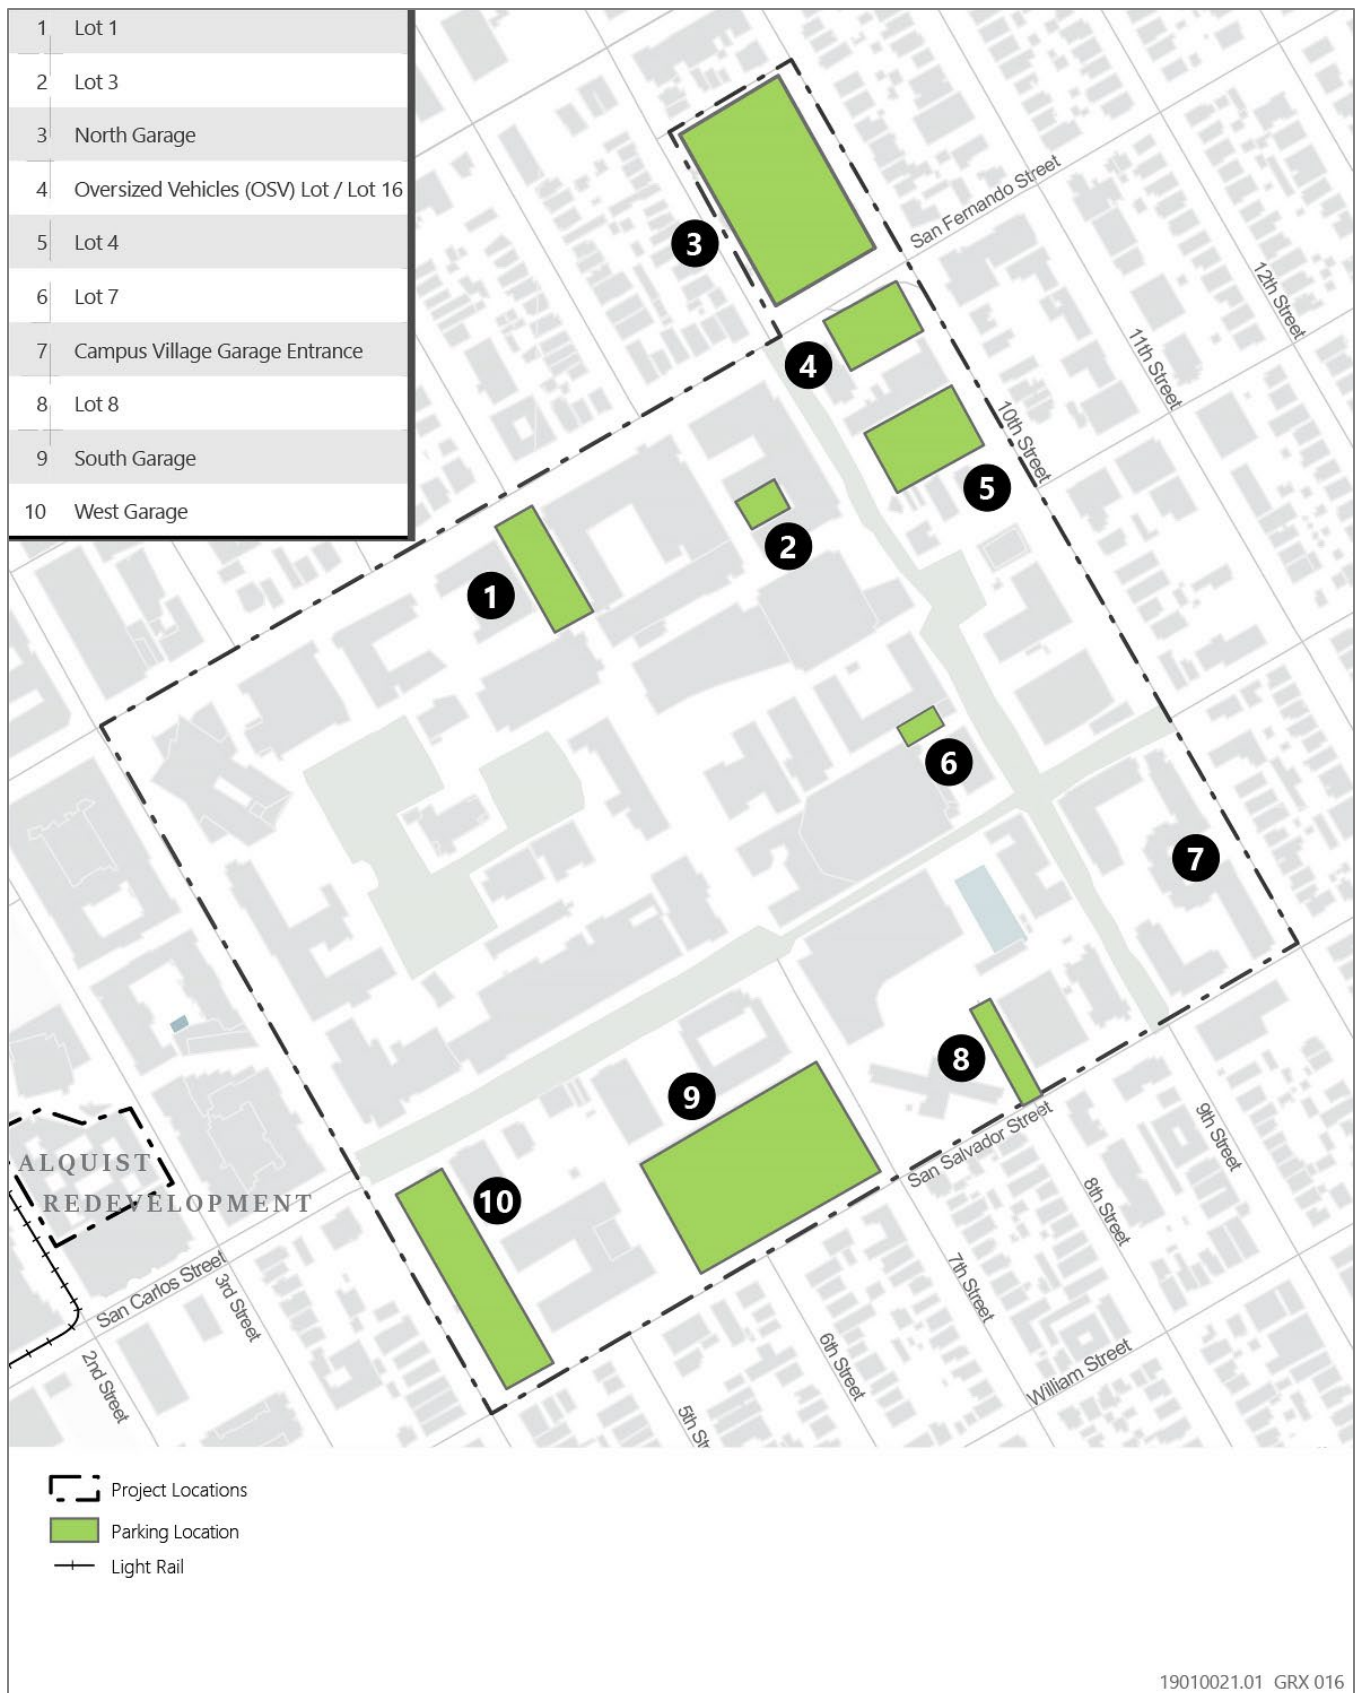 1 Lot 1
2 Lot 3
3 North Garage
4 Oversized Vehicles (OSV) Lot / Lot 16
5 Lot 4
6 Lot 7
7 Campus Village Garage Entrance
8 Lot 8
9 South Garage
10 West Garage
San Fernando Street
12th Street
11th Street
10th Street
3
4
5
2
1
6
7
8
9
10
ALQUIST
REDEVELOPMENT
San Salvador Street
9th Street
8th Street
7th Street
6th Street
5th St
William Street
San Carlos Street
3rd Street
2nd Street
Project Locations
Parking Location
Light Rail
19010021.01 GRX 016